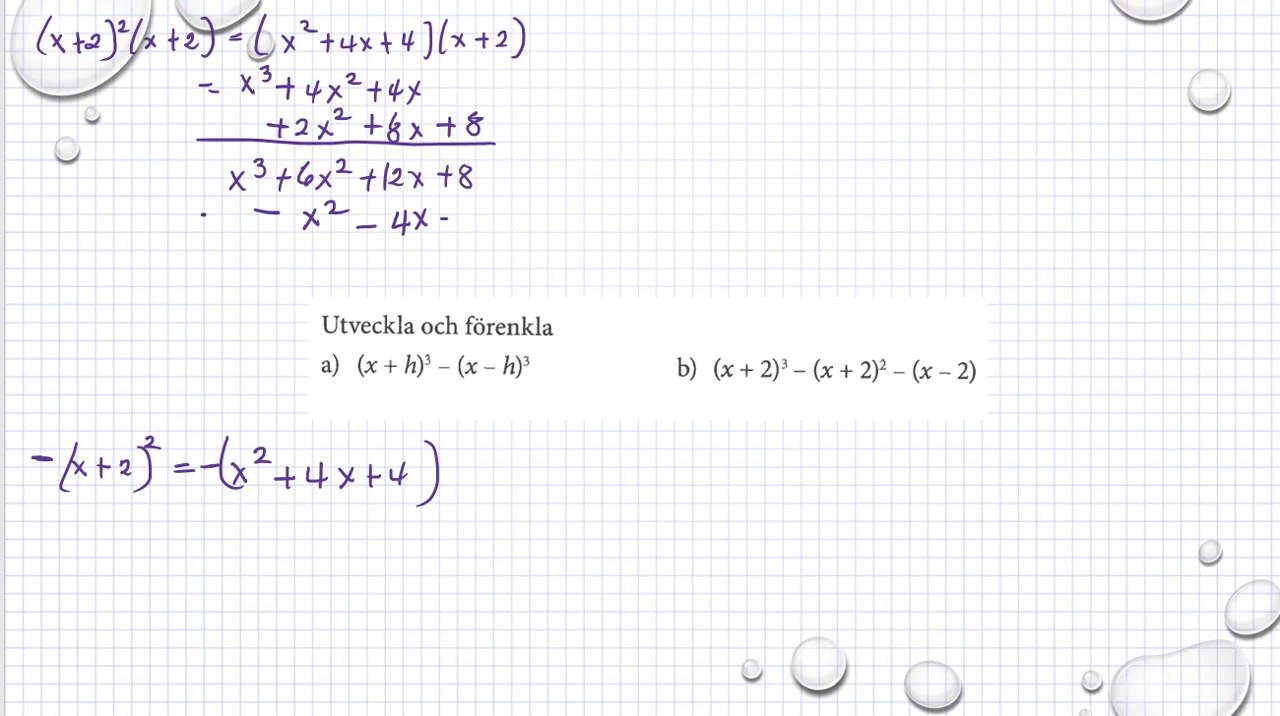 (x+2)²(x+2) = (x²+4x+4)(x+2)
= x³+4x²+4x
+2x²+8x+8
x³+6x²+12x+8
- x² - 4x -
Utveckla och förenkla
a) (x + h)³ – (x – h)³
b) (x + 2)³ – (x + 2)² – (x – 2)
-(x+2)² = -(x²+4x+4)